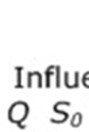 Influe
Q S₀